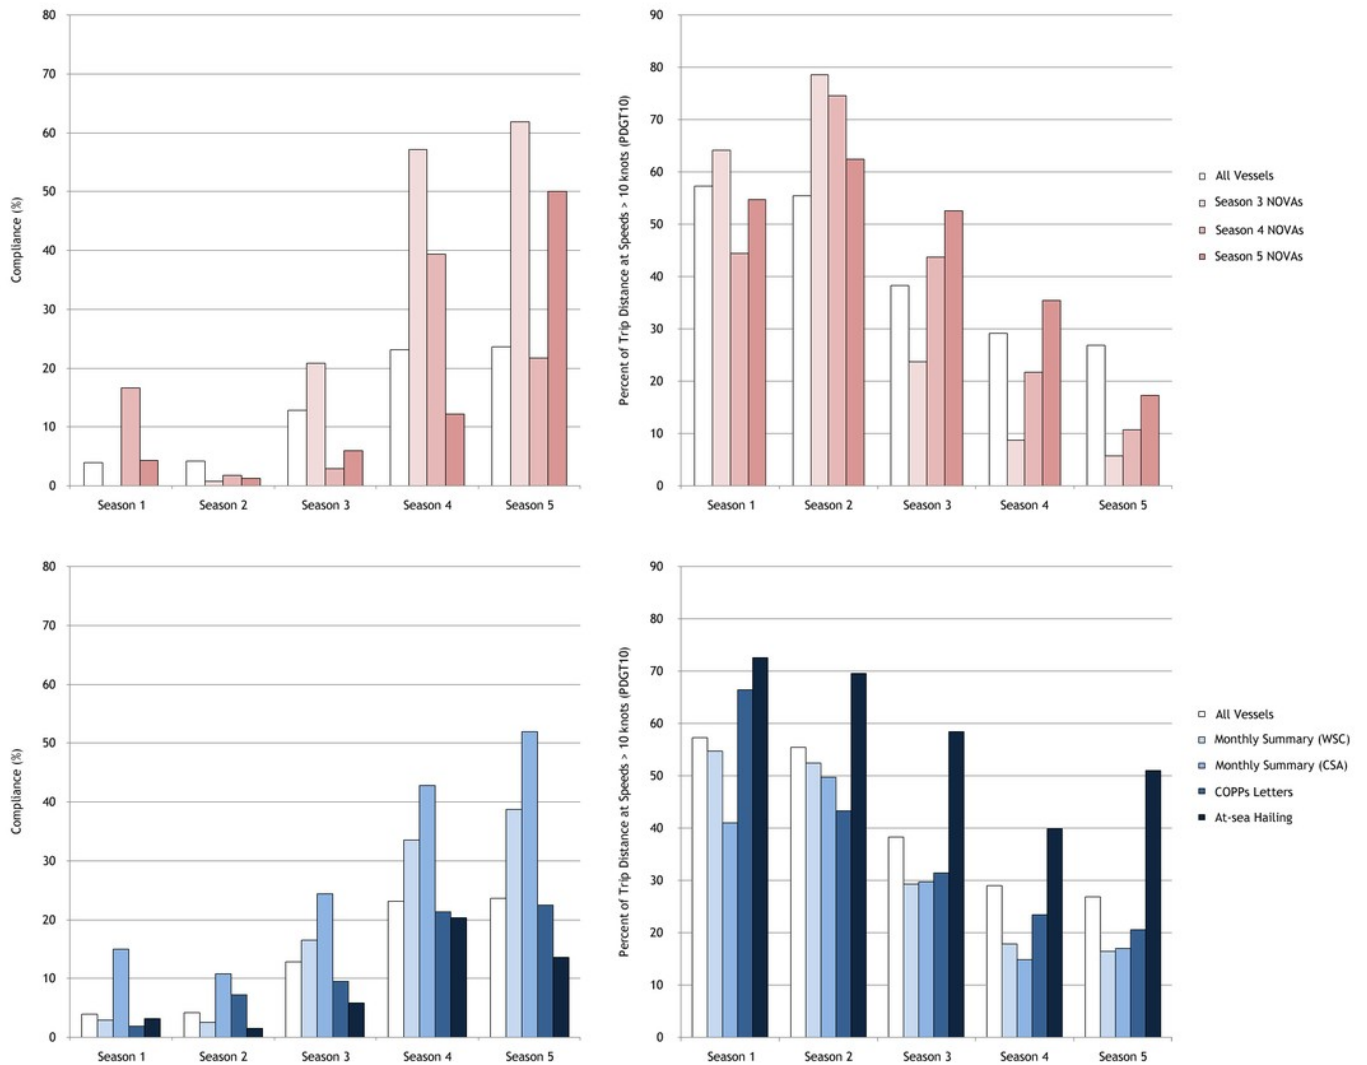 80
70
60
50
40
30
20
10
0
Compliance (%)
Season 1 Season 2 Season 3 Season 4 Season 5
90
80
70
60
50
40
30
20
10
0
Percent of Trip Distance at Speeds > 10 knots (PDGT10)
Season 1 Season 2 Season 3 Season 4 Season 5
All Vessels
Season 3 NOVAs
Season 4 NOVAs
Season 5 NOVAs
80
70
60
50
40
30
20
10
0
Compliance (%)
Season 1 Season 2 Season 3 Season 4 Season 5
90
80
70
60
50
40
30
20
10
0
Percent of Trip Distance at Speeds > 10 knots (PDGT10)
Season 1 Season 2 Season 3 Season 4 Season 5
All Vessels
Monthly Summary (WSC)
Monthly Summary (CSA)
COPPs Letters
At-sea Hailing